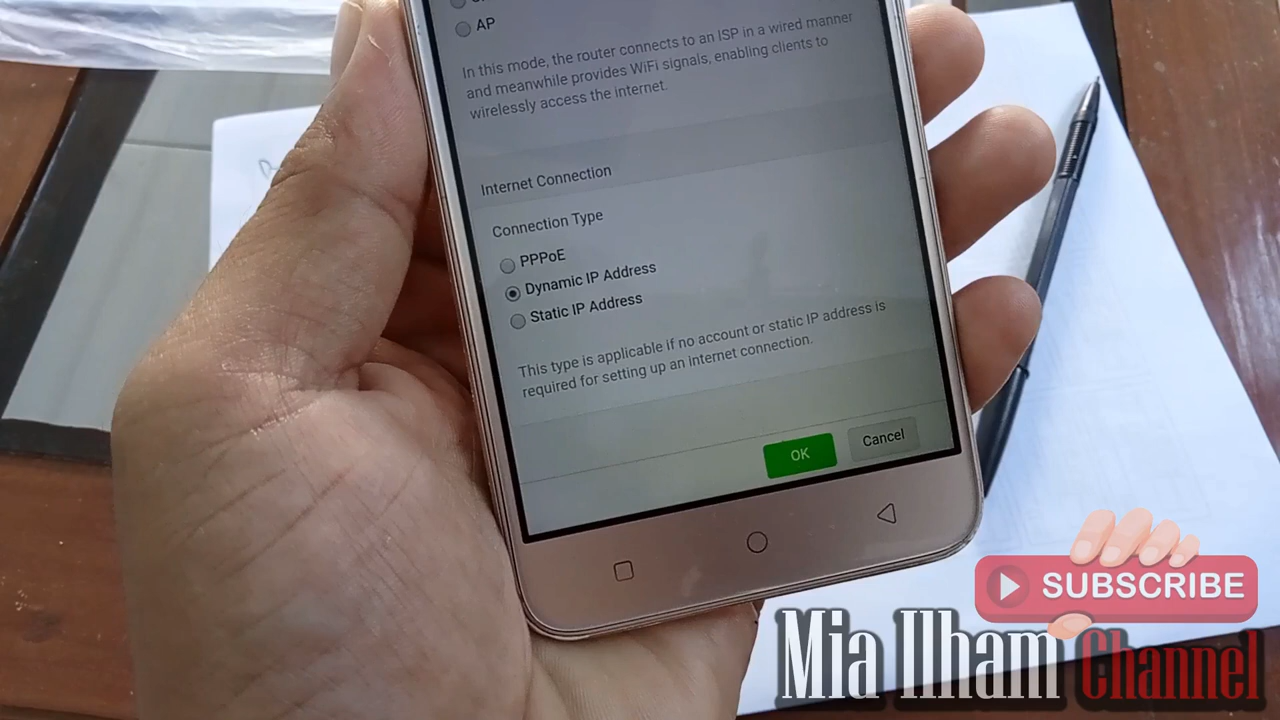 AP
In this mode, the router connects to an ISP in a wired manner
and meanwhile provides WiFi signals, enabling clients to
wirelessly access the internet.
Internet Connection
Connection Type
PPPoE
Dynamic IP Address
Static IP Address
This type is applicable if no account or static IP address is
required for setting up an internet connection.
OK
Cancel
SUBSCRIBE
Mia Ilham Channel